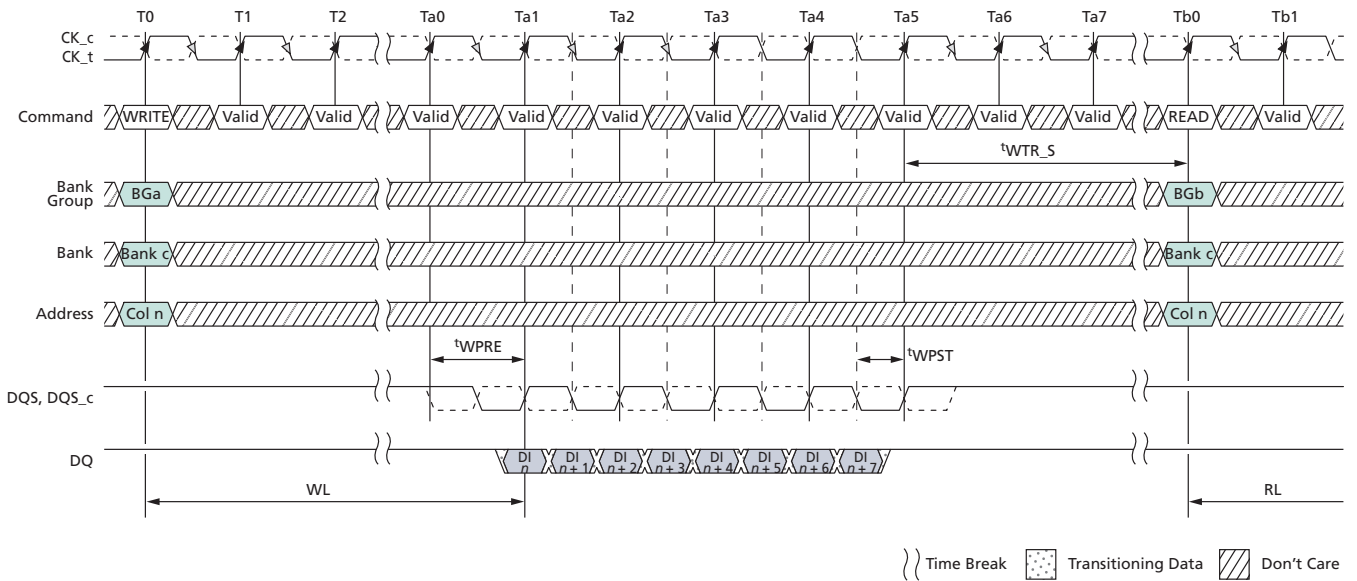 T0 T1 T2 Ta0 Ta1 Ta2 Ta3 Ta4 Ta5 Ta6 Ta7 Tb0 Tb1
CK_c
CK_t
Command WRITE Valid Valid Valid Valid Valid Valid Valid Valid Valid Valid READ Valid
tWTR_S
Bank Group BGa BGb
Bank Bank c Bank c
Address Col n Col n
tWPRE tWPST
DQS, DQS_c
DQ DI n DI n + 1 DI n + 2 DI n + 3 DI n + 4 DI n + 5 DI n + 6 DI n + 7
WL RL
Time Break Transitioning Data Don't Care